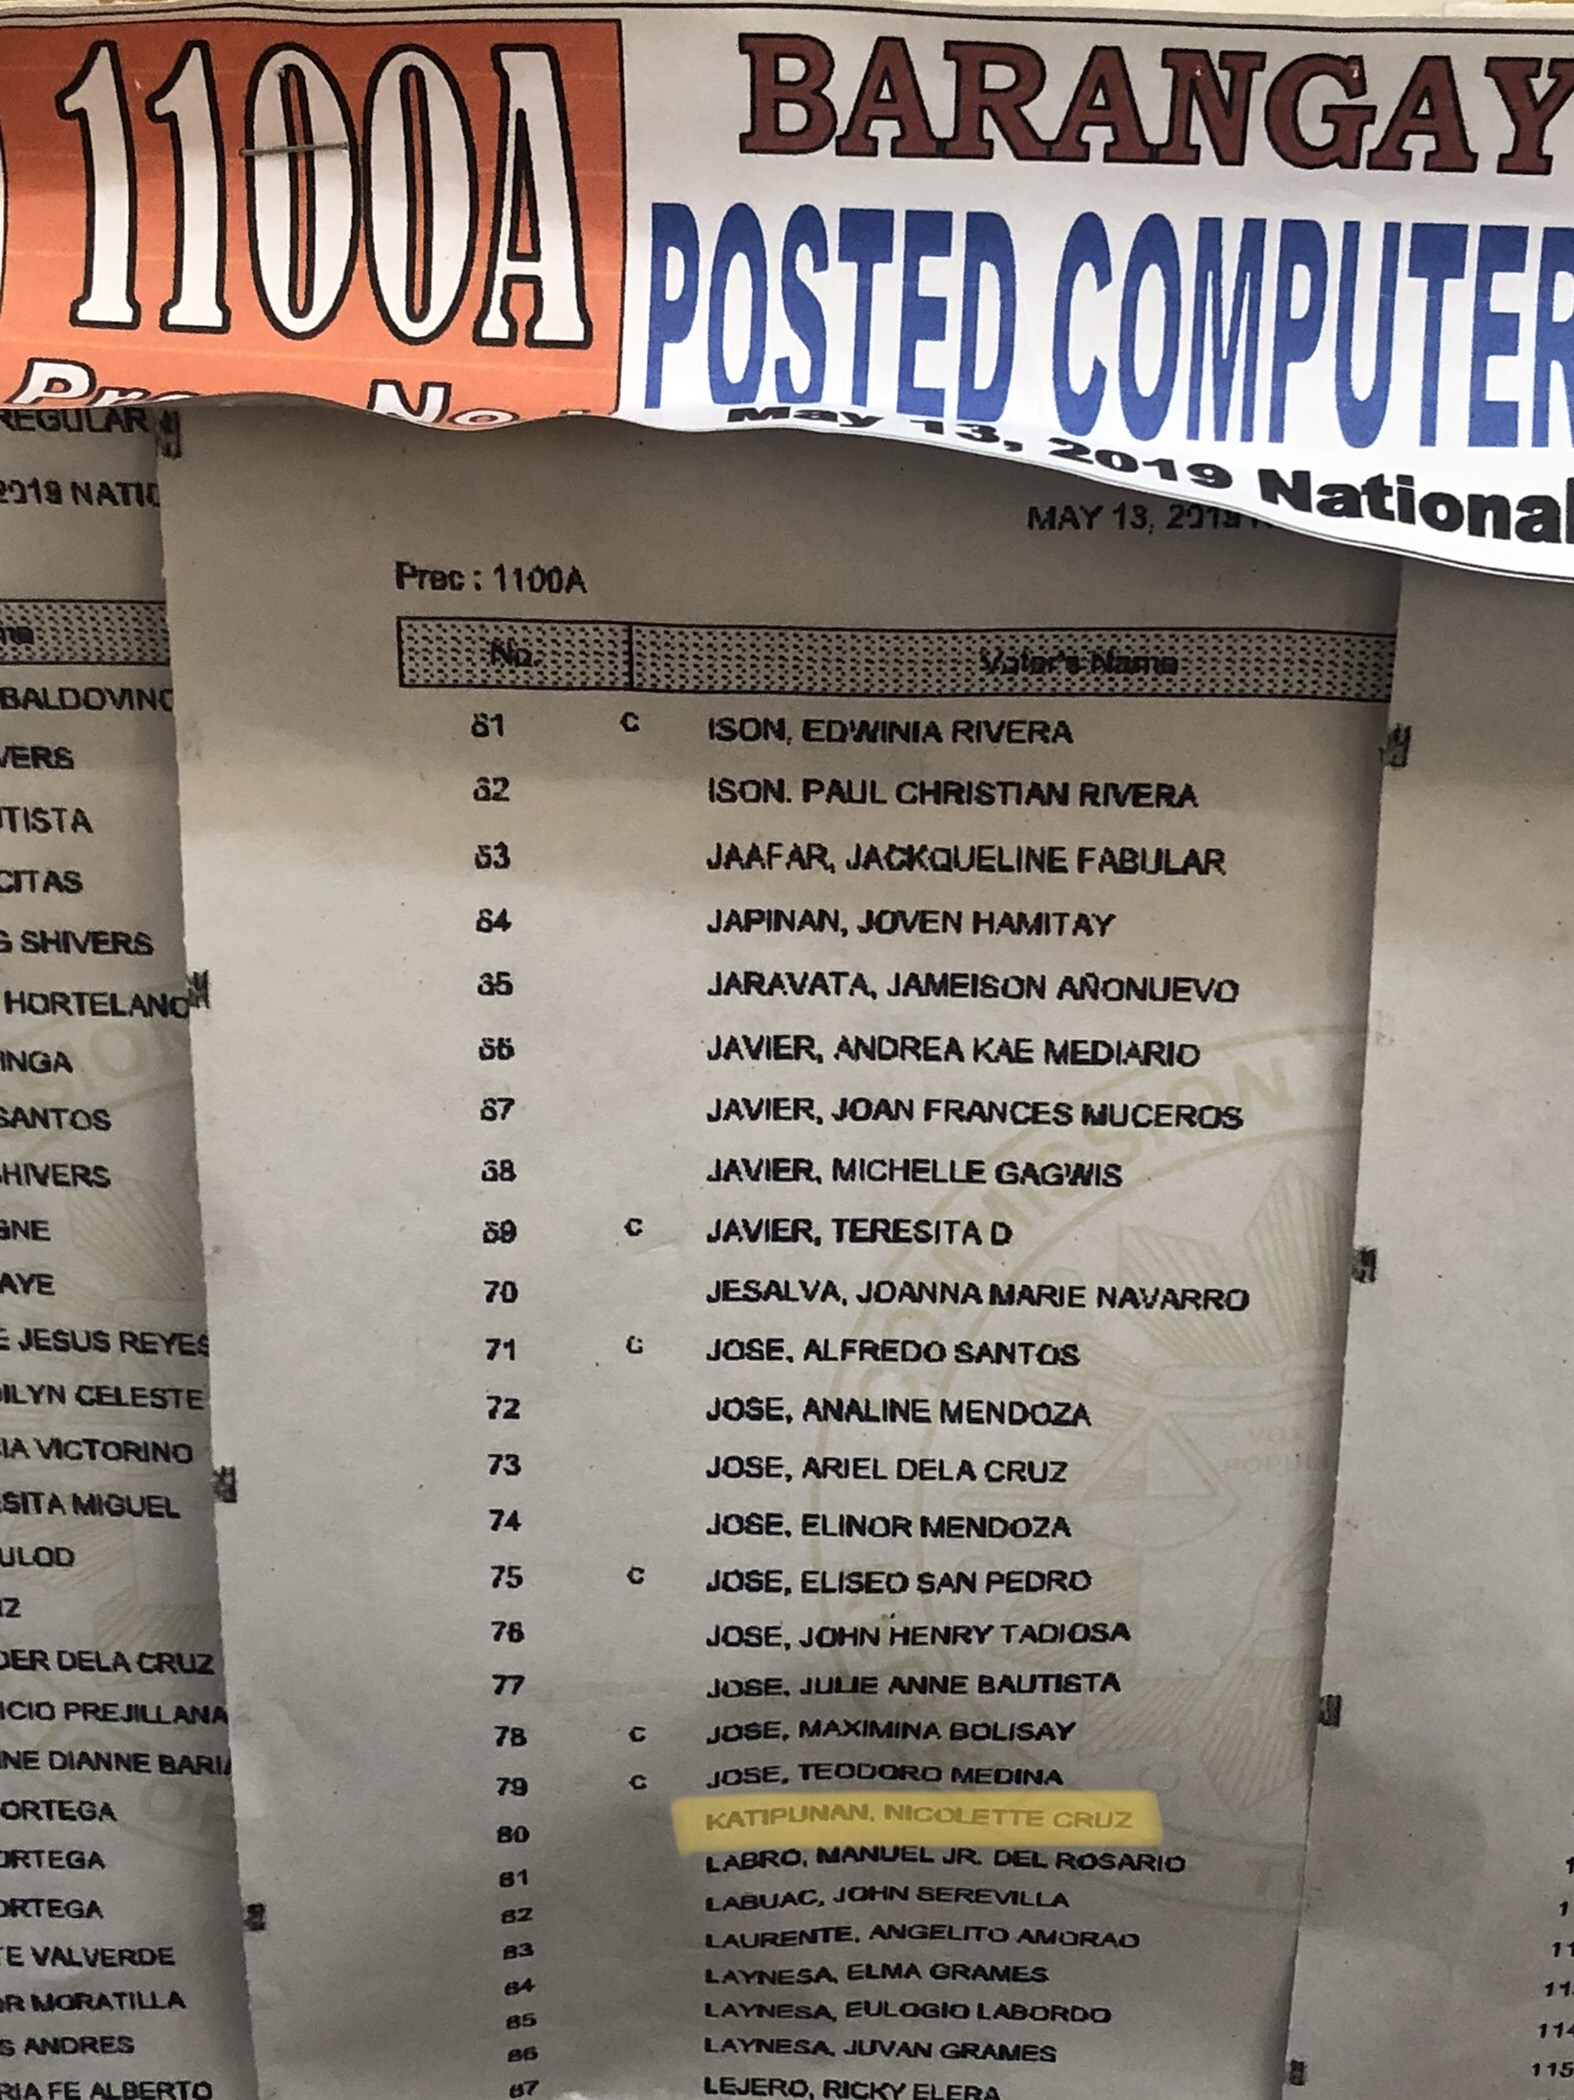 1100A
BARANGAY
POSTED COMPUTER
May 13, 2019 National
REGULAR
2019 NATIO
MAY 13, 2019
Prec : 1100A
No. Voter's Name
61 C ISON, EDWINIA RIVERA
62 ISON. PAUL CHRISTIAN RIVERA
63 JAAFAR, JACKQUELINE FABULAR
64 JAPINAN, JOVEN HAMITAY
65 JARAVATA, JAMEISON AÑONUEVO
66 JAVIER, ANDREA KAE MEDIARIO
67 JAVIER, JOAN FRANCES MUCEROS
68 JAVIER, MICHELLE GAGWIS
69 C JAVIER, TERESITA D
70 JESALVA, JOANNA MARIE NAVARRO
71 C JOSE, ALFREDO SANTOS
72 JOSE, ANALINE MENDOZA
73 JOSE, ARIEL DELA CRUZ
74 JOSE, ELINOR MENDOZA
75 C JOSE, ELISEO SAN PEDRO
76 JOSE, JOHN HENRY TADIOSA
77 JOSE, JULIE ANNE BAUTISTA
78 C JOSE, MAXIMINA BOLISAY
79 C JOSE, TEODORO MEDINA
80 KATIPUNAN, NICOLETTE CRUZ
81 LABRO, MANUEL JR. DEL ROSARIO
82 LABUAC, JOHN SEREVILLA
83 LAURENTE, ANGELITO AMORAO
84 LAYNESA, ELMA GRAMES
85 LAYNESA, EULOGIO LABORDO
86 LAYNESA, JUVAN GRAMES
87 LEJERO, RICKY ELERA
BALDOVINO
VERS
TISTA
CITAS
G SHIVERS
HORTELANO
INGA
SANTOS
SHIVERS
GNE
AYE
E JESUS REYES
DILYN CELESTE
IA VICTORINO
SITA MIGUEL
ULOD
UZ
DER DELA CRUZ
ICIO PREJILLANA
NE DIANNE BARIA
ORTEGA
ORTEGA
ORTEGA
TE VALVERDE
OR MORATILLA
S ANDRES
RIA FE ALBERTO
114
115